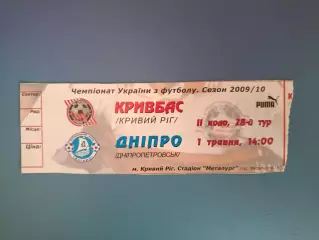 Чемпіонат України з футболу. Сезон 2009/10
Сектор:
Ряд:
Місце:
Ціна:
КРИВБАС
/КРИВИЙ РІГ/
PUMA
II коло, 28-й тур
ДНІПРО
/ДНІПРОПЕТРОВСЬК/
1 травня, 14:00
м. Кривий Ріг. Стадіон "Металург"
К